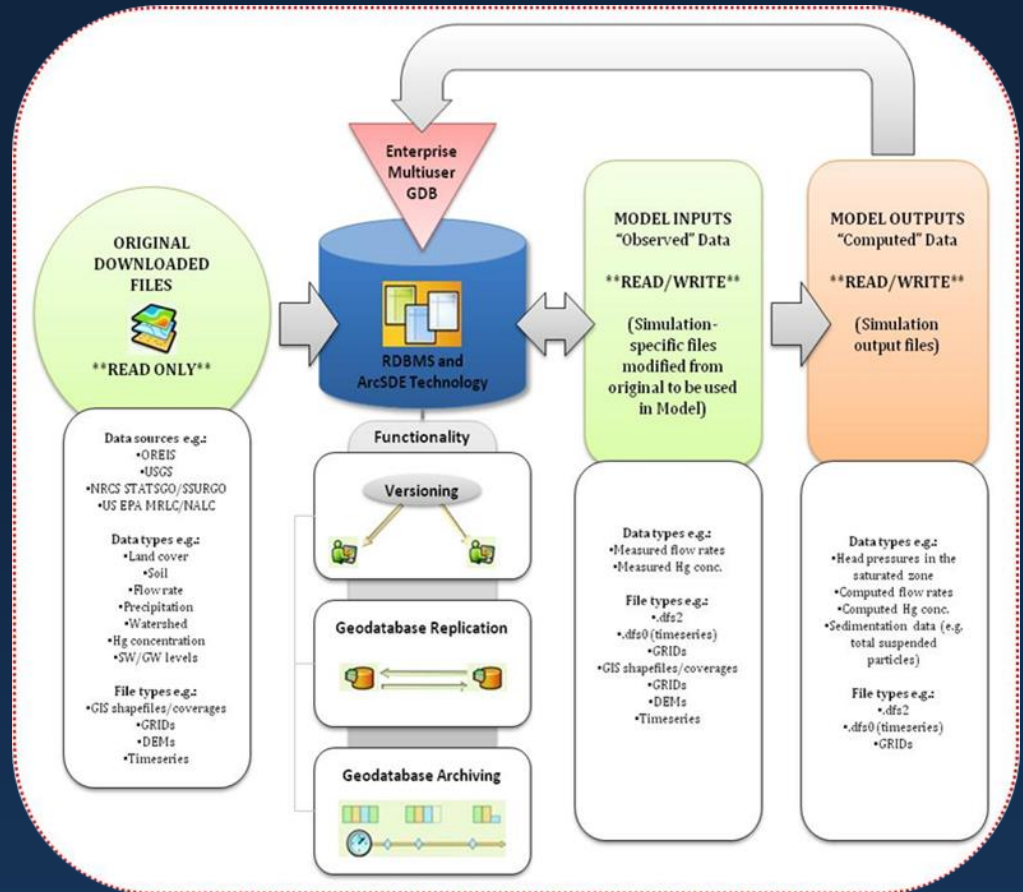 Enterprise
Multiuser
GDB
ORIGINAL
DOWNLOADED
FILES
**READ ONLY**
RDBMS and
ArcSDE Technology
MODEL INPUTS
“Observed” Data
**READ/WRITE**
(Simulation-
specific files
modified from
original to be used
in Model)
MODEL OUTPUTS
“Computed” Data
**READ/WRITE**
(Simulation
output files)
Data sources e.g.:
•OREIS
•USGS
•NRCS STATSGO/SSURGO
•US EPA MRLC/NALC
Data types e.g.:
•Land cover
•Soil
•Flow rate
•Precipitation
•Watershed
•Hg concentration
•SW/GW levels
File types e.g.:
•GIS shapefiles/coverages
•GRIDs
•DEMs
•Timeseries
Functionality
Versioning
Geodatabase Replication
Geodatabase Archiving
Data types e.g.:
•Measured flow rates
•Measured Hg conc.
File types e.g.:
•.dfs2
•.dfs0 (timeseries)
•GRIDs
•GIS shapefiles/coverages
•GRIDs
•DEMs
•Timeseries
Data types e.g.:
•Head pressures in the
saturated zone
•Computed flow rates
•Computed Hg conc.
•Sedimentation data (e.g.
total suspended
particles)
File types e.g.:
•.dfs2
•.dfs0 (timeseries)
•GRIDs